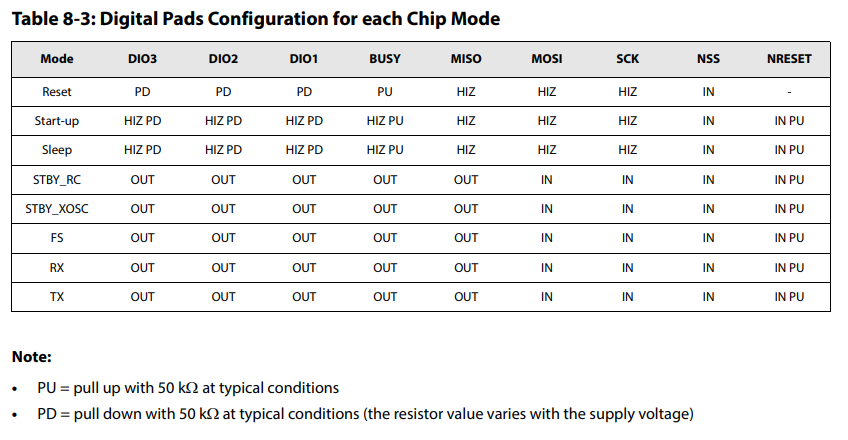 Table 8-3: Digital Pads Configuration for each Chip Mode
Mode DIO3 DIO2 DIO1 BUSY MISO MOSI SCK NSS NRESET
Reset PD PD PD PU HIZ HIZ HIZ IN -
Start-up HIZ PD HIZ PD HIZ PD HIZ PU HIZ HIZ HIZ IN IN PU
Sleep HIZ PD HIZ PD HIZ PD HIZ PU HIZ HIZ HIZ IN IN PU
STBY_RC OUT OUT OUT OUT OUT IN IN IN IN PU
STBY_XOSC OUT OUT OUT OUT OUT IN IN IN IN PU
FS OUT OUT OUT OUT OUT IN IN IN IN PU
RX OUT OUT OUT OUT OUT IN IN IN IN PU
TX OUT OUT OUT OUT OUT IN IN IN IN PU
Note:
• PU = pull up with 50 kΩ at typical conditions
• PD = pull down with 50 kΩ at typical conditions (the resistor value varies with the supply voltage)